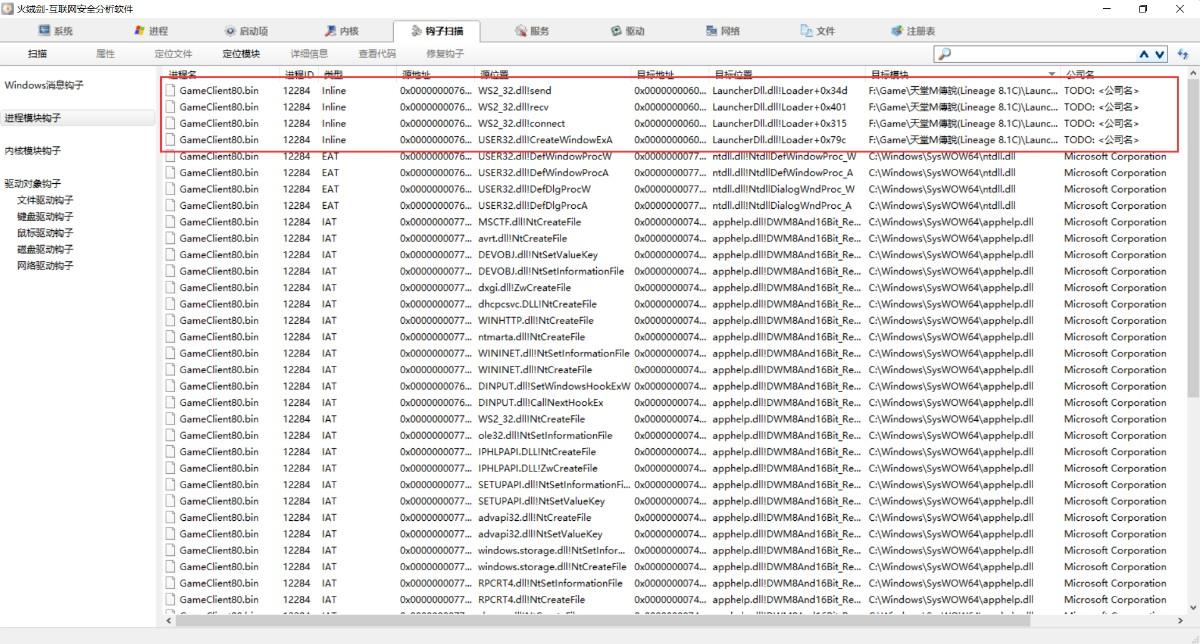 火绒剑-互联网安全分析软件
系统 进程 启动项 内核 钩子扫描 服务 驱动 网络 文件 注册表
扫描 属性 定位文件 定位模块 详细信息 查看代码 修复钩子
Windows消息钩子
进程模块钩子
内核模块钩子
驱动对象钩子
文件驱动钩子
键盘驱动钩子
鼠标驱动钩子
磁盘驱动钩子
网络驱动钩子
进程名 进程ID 类型 源地址 源位置 目标地址 目标位置 目标模块 公司名
GameClient80.bin 12284 Inline 0x0000000076... WS2_32.dll!send 0x0000000060... LauncherDll.dll!Loader+0x34d F:\Game\天堂M傳說(Lineage 8.1C)\Launc... TODO: <公司名>
GameClient80.bin 12284 Inline 0x0000000076... WS2_32.dll!recv 0x0000000060... LauncherDll.dll!Loader+0x401 F:\Game\天堂M傳說(Lineage 8.1C)\Launc... TODO: <公司名>
GameClient80.bin 12284 Inline 0x0000000076... WS2_32.dll!connect 0x0000000060... LauncherDll.dll!Loader+0x315 F:\Game\天堂M傳說(Lineage 8.1C)\Launc... TODO: <公司名>
GameClient80.bin 12284 Inline 0x0000000076... USER32.dll!CreateWindowExA 0x0000000060... LauncherDll.dll!Loader+0x79c F:\Game\天堂M傳說(Lineage 8.1C)\Launc... TODO: <公司名>
GameClient80.bin 12284 EAT 0x0000000076... USER32.dll!DefWindowProcW 0x0000000077... ntdll.dll!NtdllDefWindowProc_W C:\Windows\SysWOW64\ntdll.dll Microsoft Corporation
GameClient80.bin 12284 EAT 0x0000000076... USER32.dll!DefWindowProcA 0x0000000077... ntdll.dll!NtdllDefWindowProc_A C:\Windows\SysWOW64\ntdll.dll Microsoft Corporation
GameClient80.bin 12284 EAT 0x0000000076... USER32.dll!DefDlgProcW 0x0000000077... ntdll.dll!NtdllDialogWndProc_W C:\Windows\SysWOW64\ntdll.dll Microsoft Corporation
GameClient80.bin 12284 EAT 0x0000000076... USER32.dll!DefDlgProcA 0x0000000077... ntdll.dll!NtdllDialogWndProc_A C:\Windows\SysWOW64\ntdll.dll Microsoft Corporation
GameClient80.bin 12284 IAT 0x0000000076... MSCTF.dll!NtCreateFile 0x0000000074... apphelp.dll!DWM8And16Bit_Re... C:\Windows\SysWOW64\apphelp.dll Microsoft Corporation
GameClient80.bin 12284 IAT 0x0000000077... avrt.dll!NtCreateFile 0x0000000074... apphelp.dll!DWM8And16Bit_Re... C:\Windows\SysWOW64\apphelp.dll Microsoft Corporation
GameClient80.bin 12284 IAT 0x0000000077... DEVOBJ.dll!NtSetValueKey 0x0000000074... apphelp.dll!DWM8And16Bit_Re... C:\Windows\SysWOW64\apphelp.dll Microsoft Corporation
GameClient80.bin 12284 IAT 0x0000000077... DEVOBJ.dll!NtSetInformationFile 0x0000000074... apphelp.dll!DWM8And16Bit_Re... C:\Windows\SysWOW64\apphelp.dll Microsoft Corporation
GameClient80.bin 12284 IAT 0x0000000077... dxgi.dll!ZwCreateFile 0x0000000074... apphelp.dll!DWM8And16Bit_Re... C:\Windows\SysWOW64\apphelp.dll Microsoft Corporation
GameClient80.bin 12284 IAT 0x0000000077... dhcpcsvc.DLL!NtCreateFile 0x0000000074... apphelp.dll!DWM8And16Bit_Re... C:\Windows\SysWOW64\apphelp.dll Microsoft Corporation
GameClient80.bin 12284 IAT 0x0000000077... WINHTTP.dll!NtCreateFile 0x0000000074... apphelp.dll!DWM8And16Bit_Re... C:\Windows\SysWOW64\apphelp.dll Microsoft Corporation
GameClient80.bin 12284 IAT 0x0000000077... ntmarta.dll!NtCreateFile 0x0000000074... apphelp.dll!DWM8And16Bit_Re... C:\Windows\SysWOW64\apphelp.dll Microsoft Corporation
GameClient80.bin 12284 IAT 0x0000000077... WININET.dll!NtSetInformationFile 0x0000000074... apphelp.dll!DWM8And16Bit_Re... C:\Windows\SysWOW64\apphelp.dll Microsoft Corporation
GameClient80.bin 12284 IAT 0x0000000077... WININET.dll!NtCreateFile 0x0000000074... apphelp.dll!DWM8And16Bit_Re... C:\Windows\SysWOW64\apphelp.dll Microsoft Corporation
GameClient80.bin 12284 IAT 0x0000000076... DINPUT.dll!SetWindowsHookExW 0x0000000074... apphelp.dll!DWM8And16Bit_Re... C:\Windows\SysWOW64\apphelp.dll Microsoft Corporation
GameClient80.bin 12284 IAT 0x0000000076... DINPUT.dll!CallNextHookEx 0x0000000074... apphelp.dll!DWM8And16Bit_Re... C:\Windows\SysWOW64\apphelp.dll Microsoft Corporation
GameClient80.bin 12284 IAT 0x0000000077... WS2_32.dll!NtCreateFile 0x0000000074... apphelp.dll!DWM8And16Bit_Re... C:\Windows\SysWOW64\apphelp.dll Microsoft Corporation
GameClient80.bin 12284 IAT 0x0000000077... ole32.dll!NtSetInformationFile 0x0000000074... apphelp.dll!DWM8And16Bit_Re... C:\Windows\SysWOW64\apphelp.dll Microsoft Corporation
GameClient80.bin 12284 IAT 0x0000000077... IPHLPAPI.DLL!NtCreateFile 0x0000000074... apphelp.dll!DWM8And16Bit_Re... C:\Windows\SysWOW64\apphelp.dll Microsoft Corporation
GameClient80.bin 12284 IAT 0x0000000077... IPHLPAPI.DLL!ZwCreateFile 0x0000000074... apphelp.dll!DWM8And16Bit_Re... C:\Windows\SysWOW64\apphelp.dll Microsoft Corporation
GameClient80.bin 12284 IAT 0x0000000077... SETUPAPI.dll!NtSetInformationFi... 0x0000000074... apphelp.dll!DWM8And16Bit_Re... C:\Windows\SysWOW64\apphelp.dll Microsoft Corporation
GameClient80.bin 12284 IAT 0x0000000077... SETUPAPI.dll!NtSetValueKey 0x0000000074... apphelp.dll!DWM8And16Bit_Re... C:\Windows\SysWOW64\apphelp.dll Microsoft Corporation
GameClient80.bin 12284 IAT 0x0000000077... advapi32.dll!NtCreateFile 0x0000000074... apphelp.dll!DWM8And16Bit_Re... C:\Windows\SysWOW64\apphelp.dll Microsoft Corporation
GameClient80.bin 12284 IAT 0x0000000077... advapi32.dll!NtSetValueKey 0x0000000074... apphelp.dll!DWM8And16Bit_Re... C:\Windows\SysWOW64\apphelp.dll Microsoft Corporation
GameClient80.bin 12284 IAT 0x0000000077... windows.storage.dll!NtSetInfor... 0x0000000074... apphelp.dll!DWM8And16Bit_Re... C:\Windows\SysWOW64\apphelp.dll Microsoft Corporation
GameClient80.bin 12284 IAT 0x0000000077... windows.storage.dll!NtCreateFile 0x0000000074... apphelp.dll!DWM8And16Bit_Re... C:\Windows\SysWOW64\apphelp.dll Microsoft Corporation
GameClient80.bin 12284 IAT 0x0000000077... RPCRT4.dll!NtSetInformationFile 0x0000000074... apphelp.dll!DWM8And16Bit_Re... C:\Windows\SysWOW64\apphelp.dll Microsoft Corporation
GameClient80.bin 12284 IAT 0x0000000077... RPCRT4.dll!NtCreateFile 0x0000000074... apphelp.dll!DWM8And16Bit_Re... C:\Windows\SysWOW64\apphelp.dll Microsoft Corporation